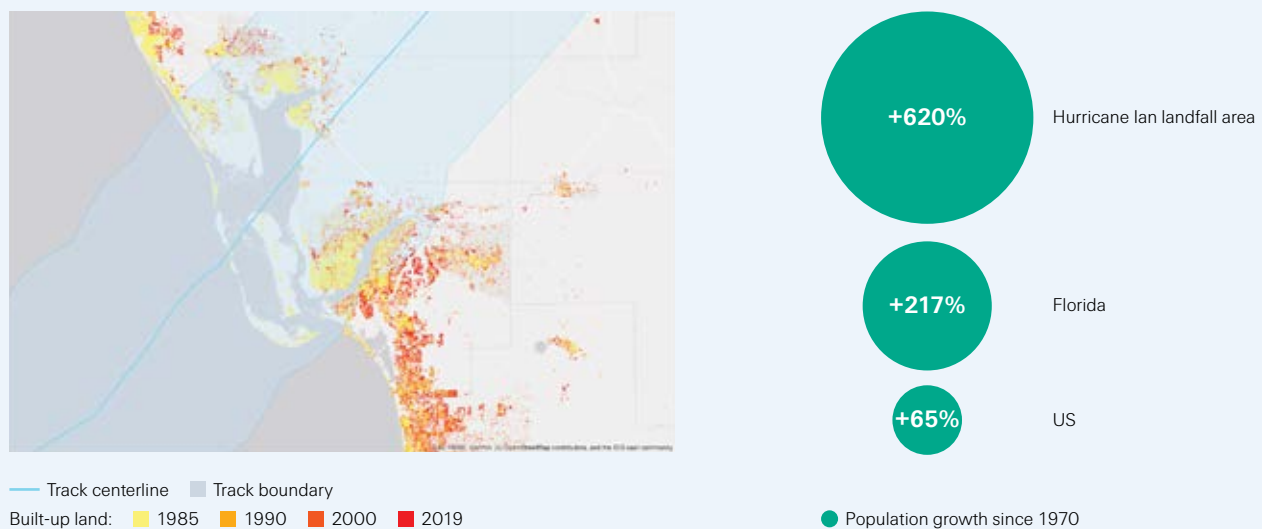 +620%
Hurricane Ian landfall area
+217%
Florida
+65%
US
Track centerline
Track boundary
Built-up land: 1985 1990 2000 2019
Population growth since 1970